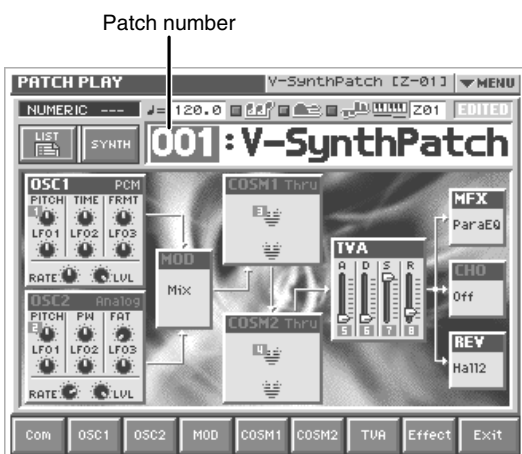 Patch number
PATCH PLAY V-SynthPatch [Z-01] MENU
NUMERIC --- ♩= 120.0 Z01 EDITED
LIST SYNTH 001:V-SynthPatch
OSC1 PCM
PITCH TIME FRMT
1
LFO1 LFO2 LFO3
RATE LVL
OSC2 Analog
PITCH PW FAT
2
LFO1 LFO2 LFO3
RATE LVL
MOD
Mix
COSM1 Thru
3
COSM2 Thru
4
TVA
A D S R
5 6 7 8
MFX
ParaEQ
CHO
Off
REV
Hall2
Com OSC1 OSC2 MOD COSM1 COSM2 TVA Effect Exit